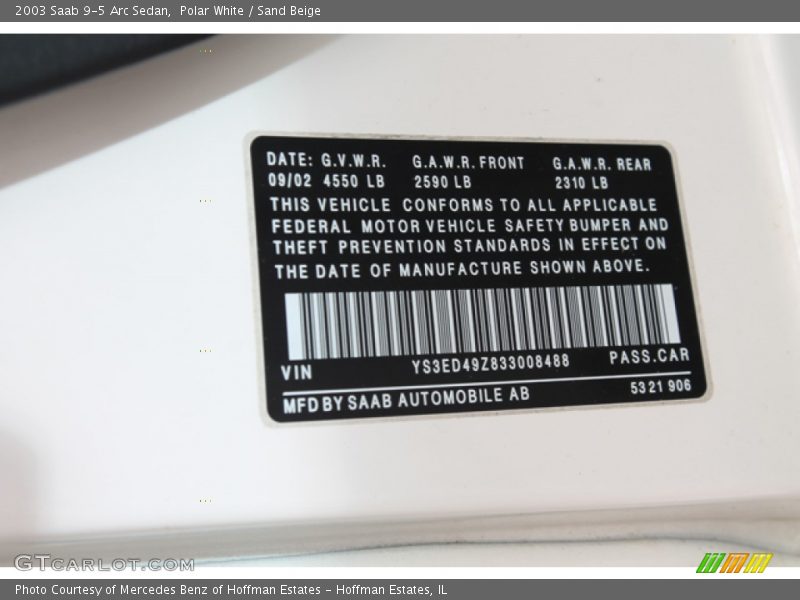 2003 Saab 9-5 Arc Sedan,  Polar White / Sand Beige
DATE: G.V.W.R. G.A.W.R. FRONT G.A.W.R. REAR
09/02 4550 LB 2590 LB 2310 LB
THIS VEHICLE CONFORMS TO ALL APPLICABLE
FEDERAL MOTOR VEHICLE SAFETY BUMPER AND
THEFT PREVENTION STANDARDS IN EFFECT ON
THE DATE OF MANUFACTURE SHOWN ABOVE.
VIN YS3ED49Z833008488 PASS.CAR
MFD BY SAAB AUTOMOBILE AB 53 21 906
GTCARLOT.COM
Photo Courtesy of Mercedes Benz of Hoffman Estates - Hoffman Estates, IL